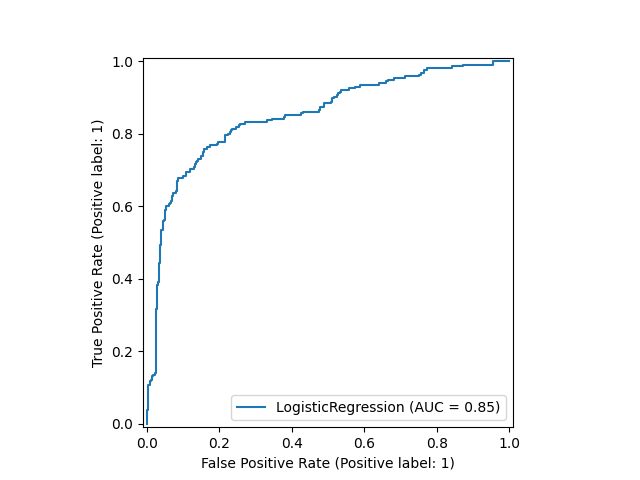 1.0
0.8
0.6
0.4
0.2
0.0
True Positive Rate (Positive label: 1)
LogisticRegression (AUC = 0.85)
0.0 0.2 0.4 0.6 0.8 1.0
False Positive Rate (Positive label: 1)